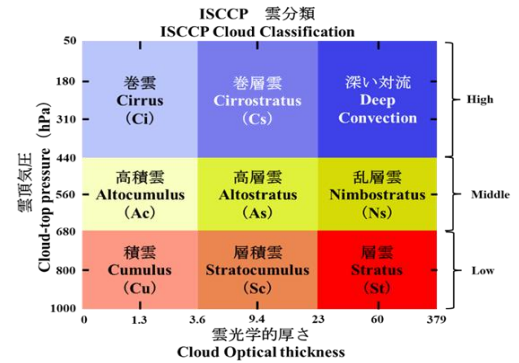 ISCCP 雲分類
ISCCP Cloud Classification
雲頂気圧
Cloud-top pressure (hPa)
50
180
310
440
560
680
800
1000
巻雲
Cirrus
(Ci)
巻層雲
Cirrostratus
(Cs)
深い対流
Deep
Convection
High
高積雲
Altocumulus
(Ac)
高層雲
Altostratus
(As)
乱層雲
Nimbostratus
(Ns)
Middle
積雲
Cumulus
(Cu)
層積雲
Stratocumulus
(Sc)
層雲
Stratus
(St)
Low
0 1.3 3.6 9.4 23 60 379
雲光学的厚さ
Cloud Optical thickness